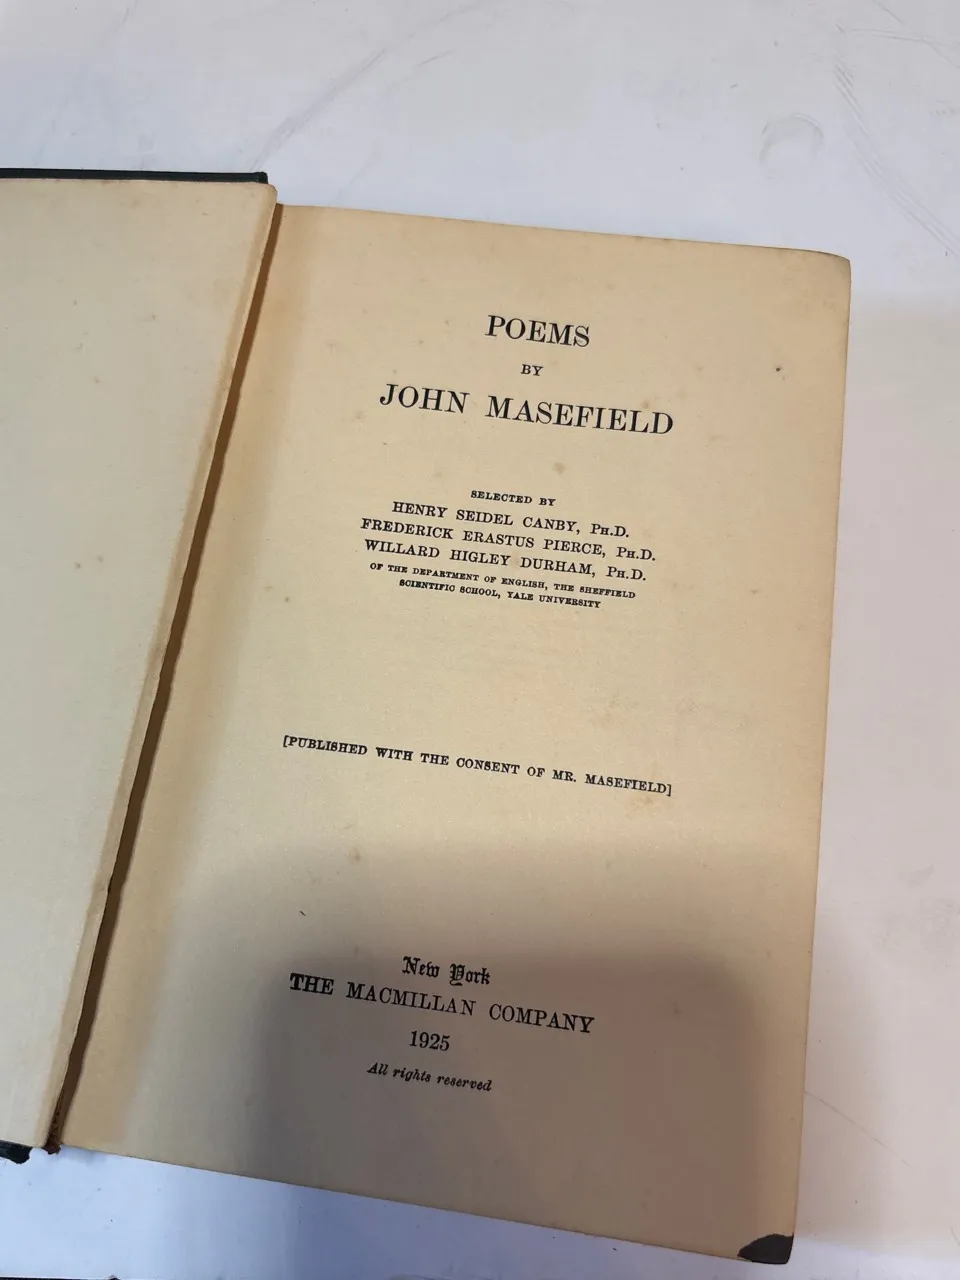 POEMS
BY
JOHN MASEFIELD
SELECTED BY
HENRY SEIDEL CANBY, PH.D.
FREDERICK ERASTUS PIERCE, PH.D.
WILLARD HIGLEY DURHAM, PH.D.
OF THE DEPARTMENT OF ENGLISH, THE SHEFFIELD
SCIENTIFIC SCHOOL, YALE UNIVERSITY
[PUBLISHED WITH THE CONSENT OF MR. MASEFIELD]
New York
THE MACMILLAN COMPANY
1925
All rights reserved